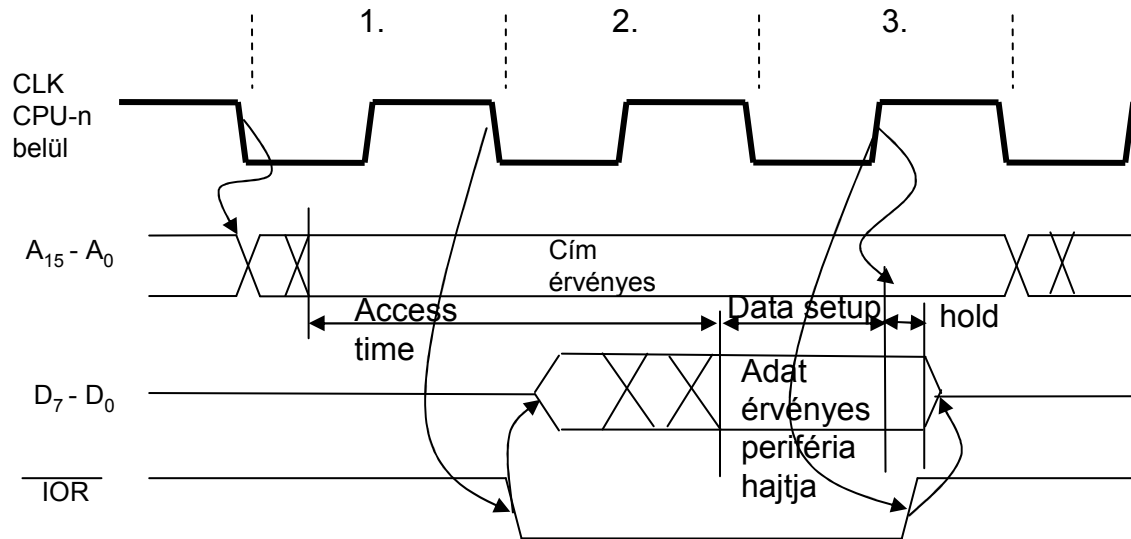 1.
2.
3.
CLK
CPU-n
belül
A15 - A0
Cím
érvényes
Access
time
Data setup
hold
D7 - D0
Adat
érvényes
periféria
hajtja
IOR